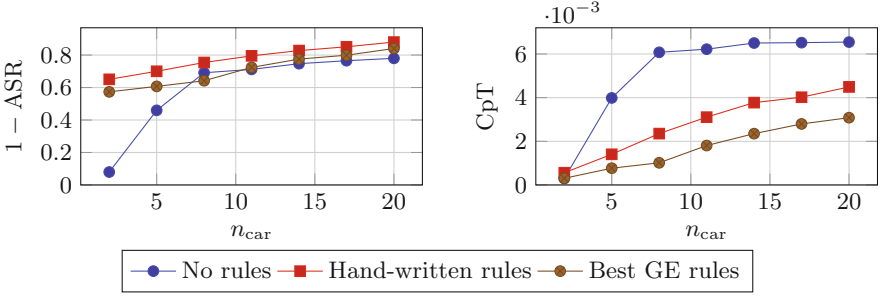 ·10⁻³
0.8
0.6
0.4
0.2
0
1 − ASR
5 10 15 20
n_car
6
4
2
0
CpT
5 10 15 20
n_car
No rules Hand-written rules Best GE rules